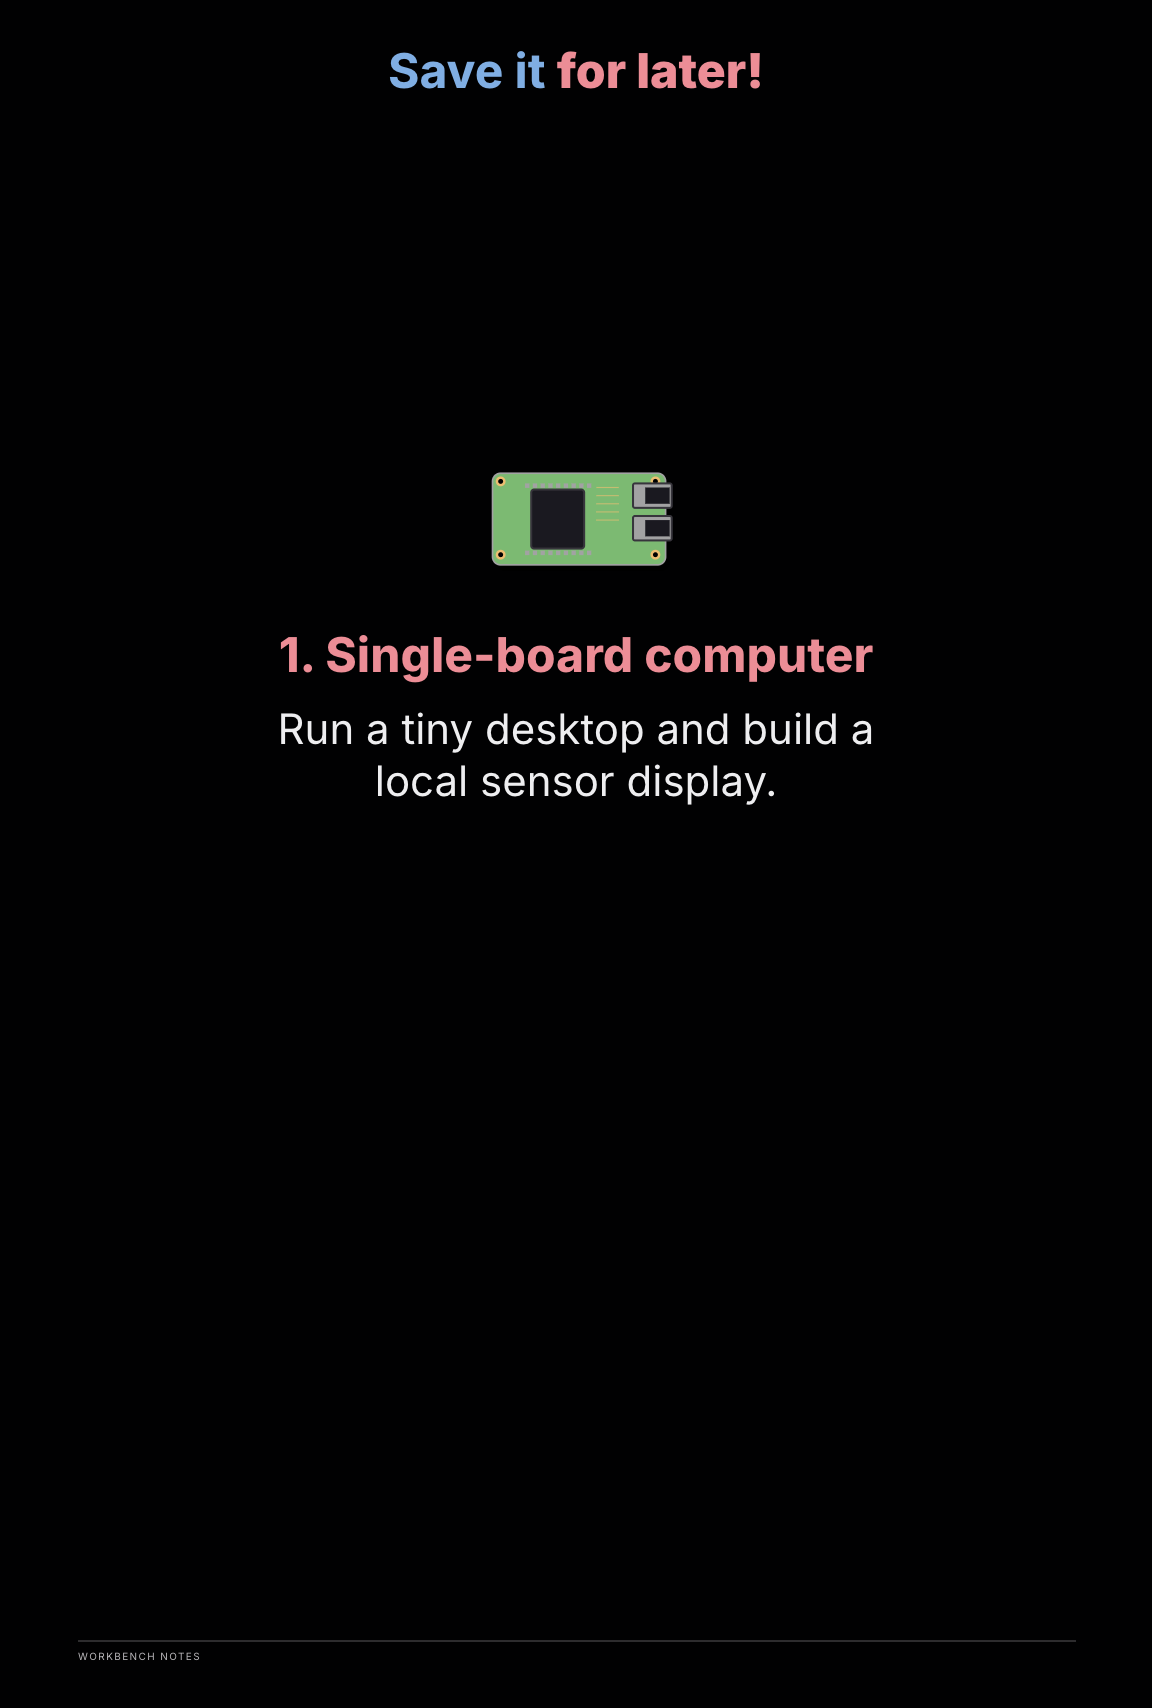 Save it for later!
1. Single-board computer
Run a tiny desktop and build a
local sensor display.
WORKBENCH NOTES